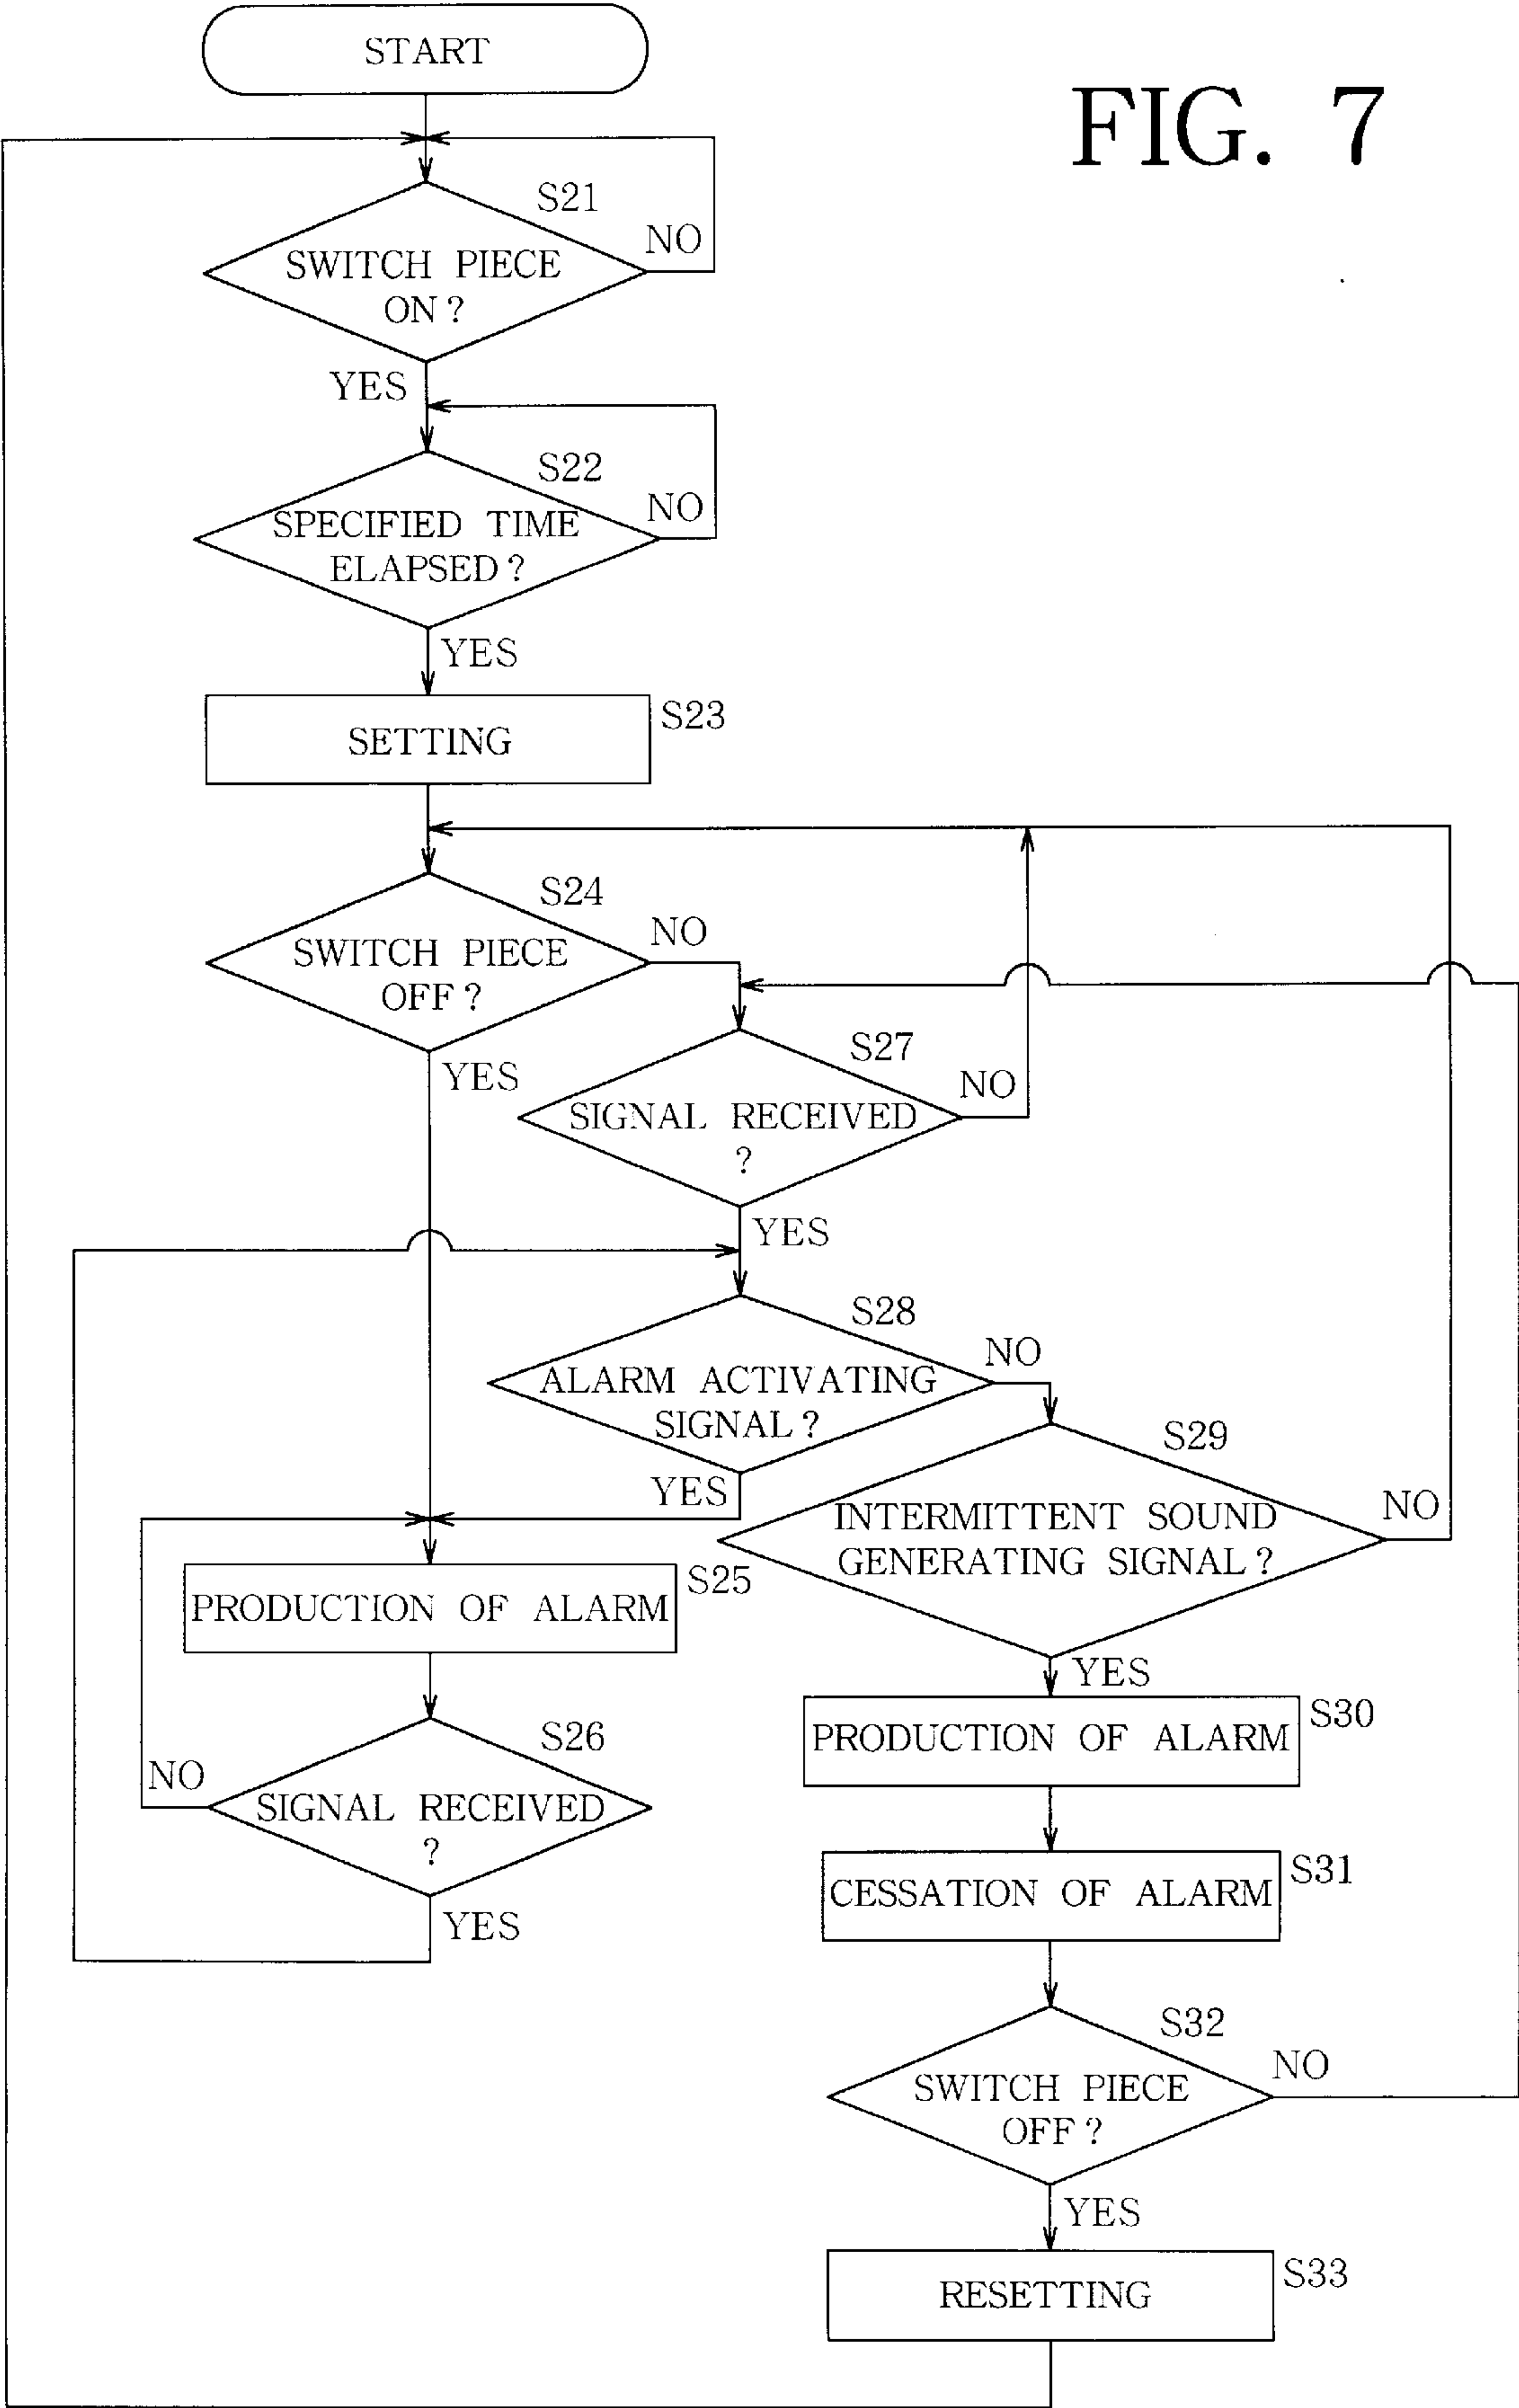 START
FIG. 7
S21
NO
SWITCH PIECE
ON?
YES
S22
NO
SPECIFIED TIME
ELAPSED?
YES
S23
SETTING
S24
NO
SWITCH PIECE
OFF?
YES
S27
NO
SIGNAL RECEIVED
?
YES
S28
NO
ALARM ACTIVATING
SIGNAL?
YES
S29
NO
INTERMITTENT SOUND
GENERATING SIGNAL?
YES
S25
PRODUCTION OF ALARM
S26
NO
SIGNAL RECEIVED
?
YES
S30
PRODUCTION OF ALARM
S31
CESSATION OF ALARM
S32
NO
SWITCH PIECE
OFF?
YES
S33
RESETTING